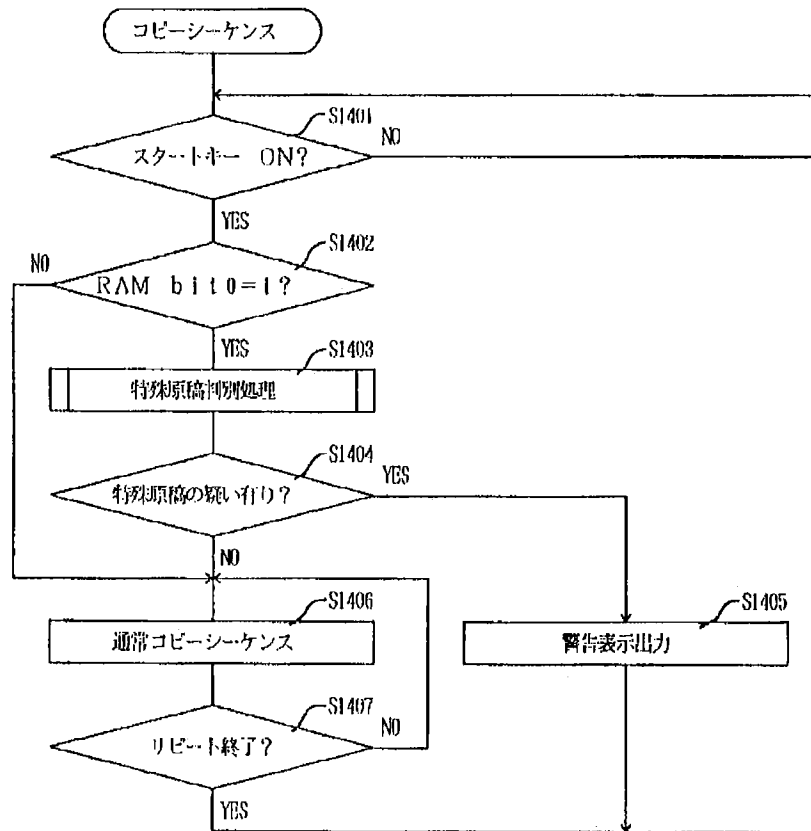 コピーシーケンス
S1401
スタートキー ON?
NO
YES
S1402
NO
RAM bit0=1?
YES
S1403
特殊原稿判別処理
S1404
特殊原稿の疑い有り?
YES
NO
S1406
通常コピーシーケンス
S1405
警告表示出力
S1407
リピート終了?
NO
YES